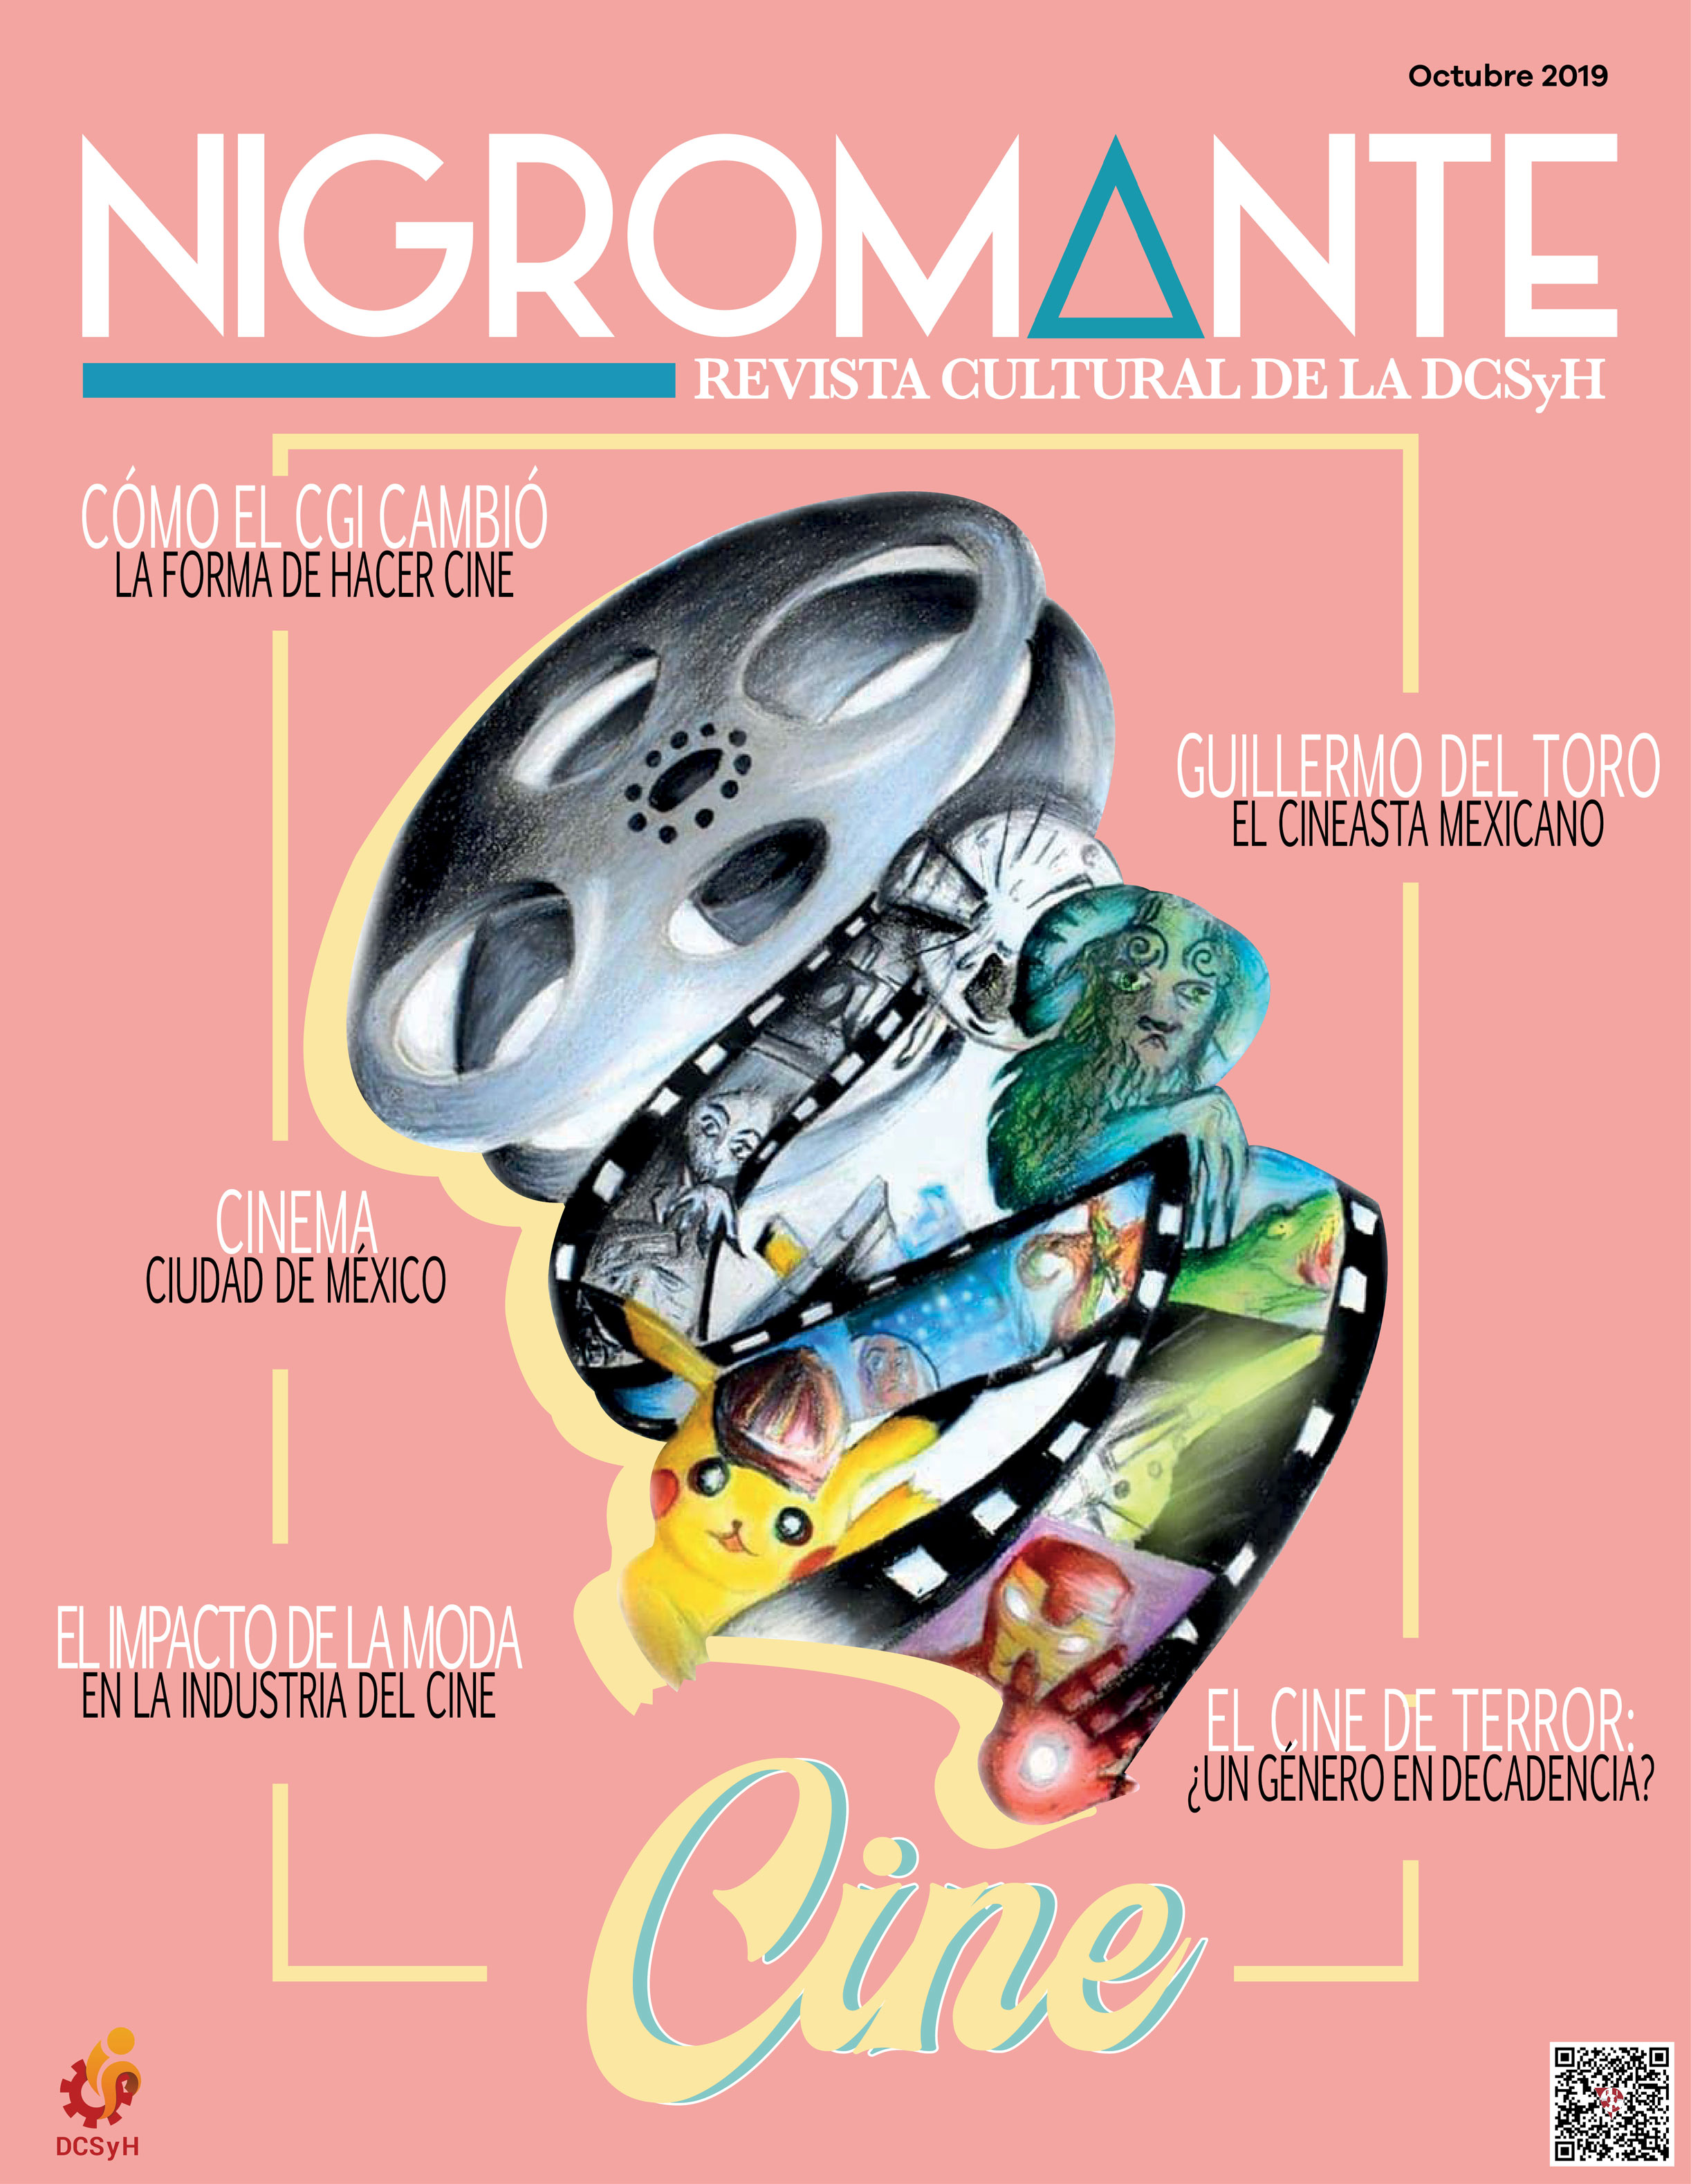 Octubre 2019
NIGROMANTE
REVISTA CULTURAL DE LA DCSyH
CÓMO EL CGI CAMBIÓ
LA FORMA DE HACER CINE
GUILLERMO DEL TORO
EL CINEASTA MEXICANO
CINEMA
CIUDAD DE MÉXICO
EL IMPACTO DE LA MODA
EN LA INDUSTRIA DEL CINE
EL CINE DE TERROR:
¿UN GÉNERO EN DECADENCIA?
Cine
DCSyH